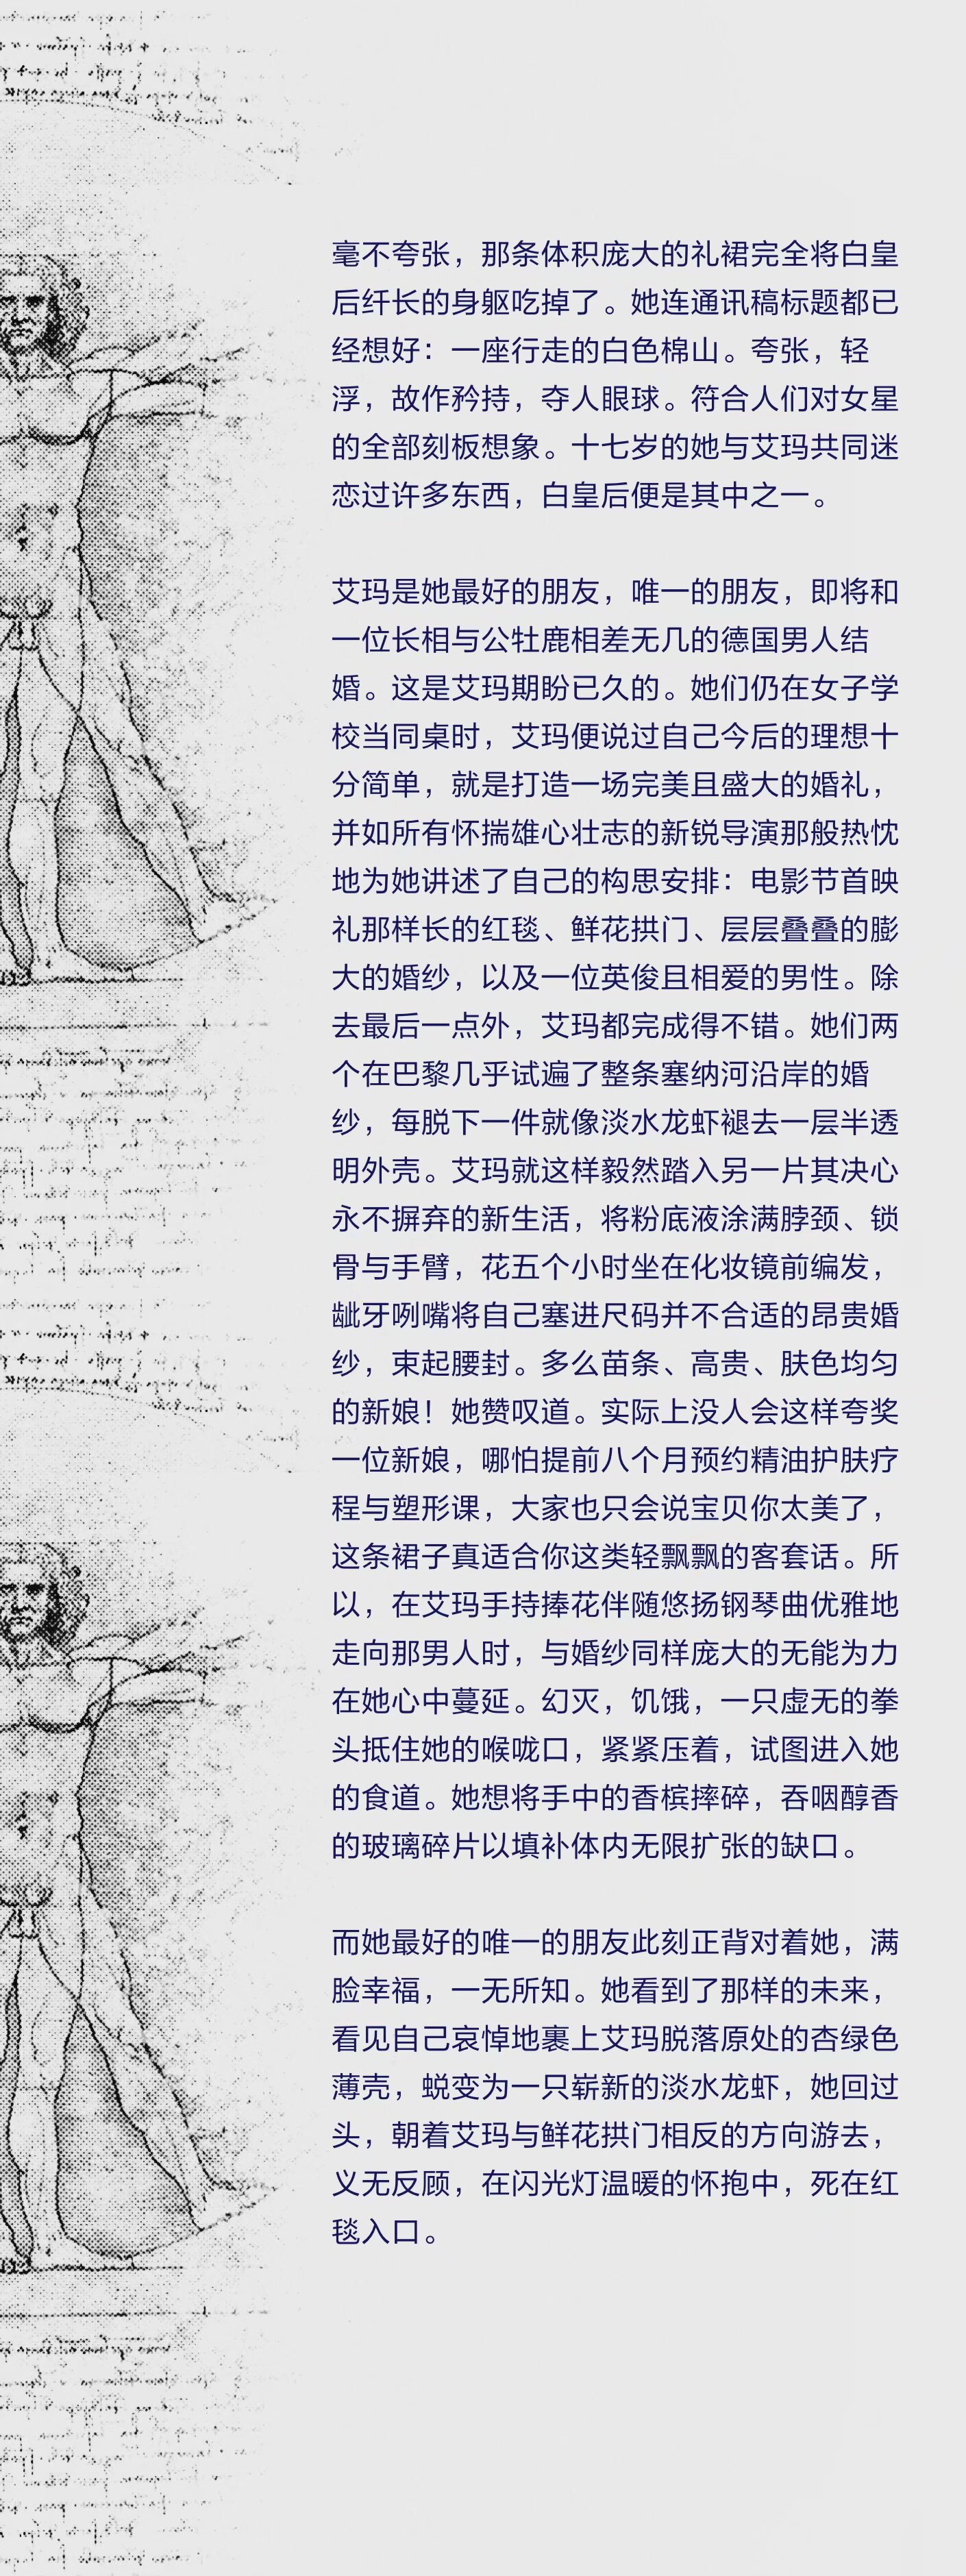 毫不夸张，那条体积庞大的礼裙完全将白皇
后纤长的身躯吃掉了。她连通讯稿标题都已
经想好：一座行走的白色棉山。夸张，轻
浮，故作矜持，夺人眼球。符合人们对女星
的全部刻板想象。十七岁的她与艾玛共同迷
恋过许多东西，白皇后便是其中之一。
艾玛是她最好的朋友，唯一的朋友，即将和
一位长相与公牡鹿相差无几的德国男人结
婚。这是艾玛期盼已久的。她们仍在女子学
校当同桌时，艾玛便说过自己今后的理想十
分简单，就是打造一场完美且盛大的婚礼，
并如所有怀揣雄心壮志的新锐导演那般热忱
地为她讲述了自己的构思安排：电影节首映
礼那样长的红毯、鲜花拱门、层层叠叠的膨
大的婚纱，以及一位英俊且相爱的男性。除
去最后一点外，艾玛都完成得不错。她们两
个在巴黎几乎试遍了整条塞纳河沿岸的婚
纱，每脱下一件就像淡水龙虾褪去一层半透
明外壳。艾玛就这样毅然踏入另一片其决心
永不摒弃的新生活，将粉底液涂满脖颈、锁
骨与手臂，花五个小时坐在化妆镜前编发，
龇牙咧嘴将自己塞进尺码并不合适的昂贵婚
纱，束起腰封。多么苗条、高贵、肤色均匀
的新娘！她赞叹道。实际上没人会这样夸奖
一位新娘，哪怕提前八个月预约精油护肤疗
程与塑形课，大家也只会说宝贝你太美了，
这条裙子真适合你这类轻飘飘的客套话。所
以，在艾玛手持捧花伴随悠扬钢琴曲优雅地
走向那男人时，与婚纱同样庞大的无能为力
在她心中蔓延。幻灭，饥饿，一只虚无的拳
头抵住她的喉咙口，紧紧压着，试图进入她
的食道。她想将手中的香槟摔碎，吞咽醇香
的玻璃碎片以填补体内无限扩张的缺口。
而她最好的唯一的朋友此刻正背对着她，满
脸幸福，一无所知。她看到了那样的未来，
看见自己哀悼地裹上艾玛脱落原处的杏绿色
薄壳，蜕变为一只崭新的淡水龙虾，她回过
头，朝着艾玛与鲜花拱门相反的方向游去，
义无反顾，在闪光灯温暖的怀抱中，死在红
毯入口。